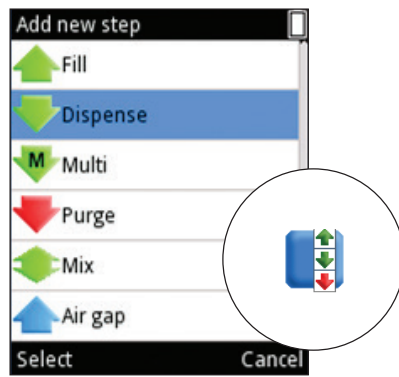 Add new step
Fill
Dispense
M Multi
Purge
Mix
Air gap
Select Cancel